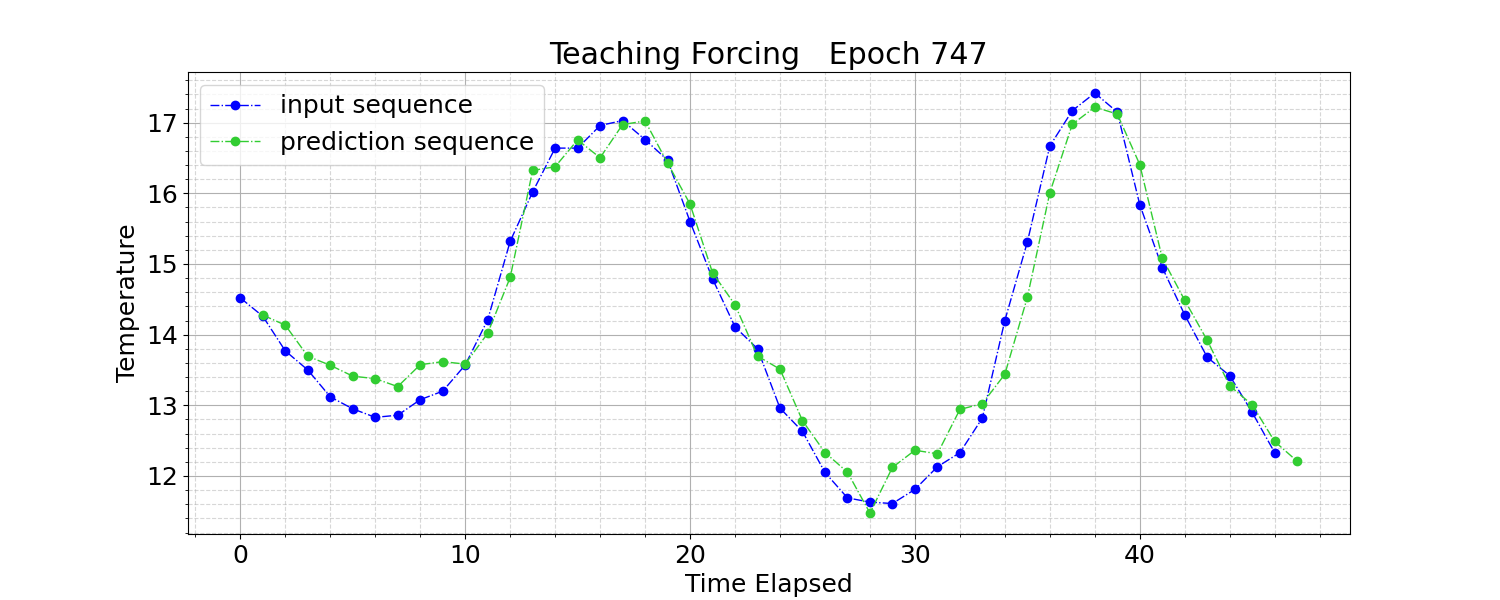 Teaching Forcing   Epoch 747
input sequence
prediction sequence
17
16
15
14
13
12
Temperature
0 10 20 30 40
Time Elapsed